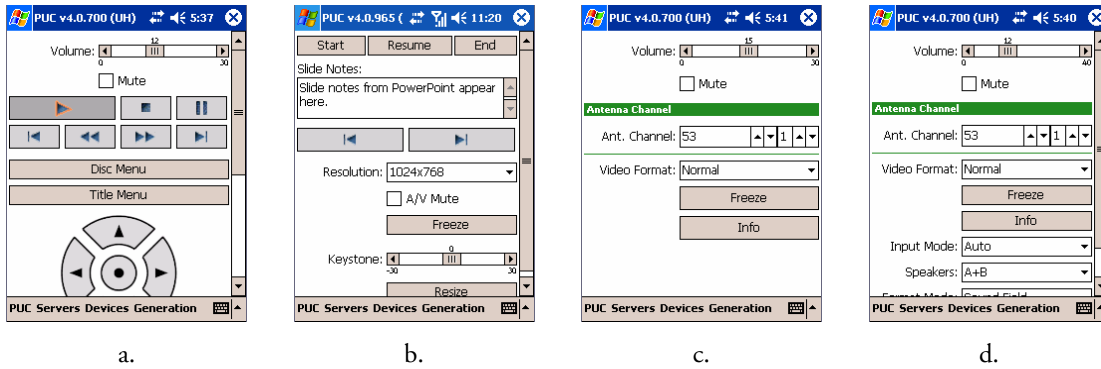 PUC v4.0.700 (UH) 5:37
12
Volume:
0 30
Mute
Disc Menu
Title Menu
PUC Servers Devices Generation
a.
PUC v4.0.965 ( 11:20
Start Resume End
Slide Notes:
Slide notes from PowerPoint appear
here.
Resolution: 1024x768
A/V Mute
Freeze
0
Keystone:
-30 30
Resize
PUC Servers Devices Generation
b.
PUC v4.0.700 (UH) 5:41
15
Volume:
0 30
Mute
Antenna Channel
Ant. Channel: 53 1
Video Format: Normal
Freeze
Info
PUC Servers Devices Generation
c.
PUC v4.0.700 (UH) 5:40
12
Volume:
0 40
Mute
Antenna Channel
Ant. Channel: 53 1
Video Format: Normal
Freeze
Info
Input Mode: Auto
Speakers: A+B
Format Mode: Sound Field
PUC Servers Devices Generation
d.